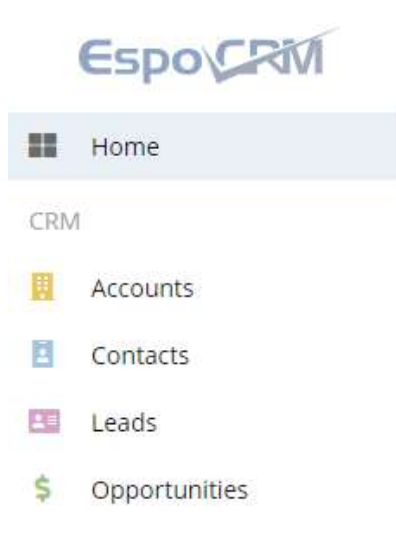 EspoCRM
Home
CRM
Accounts
Contacts
Leads
Opportunities